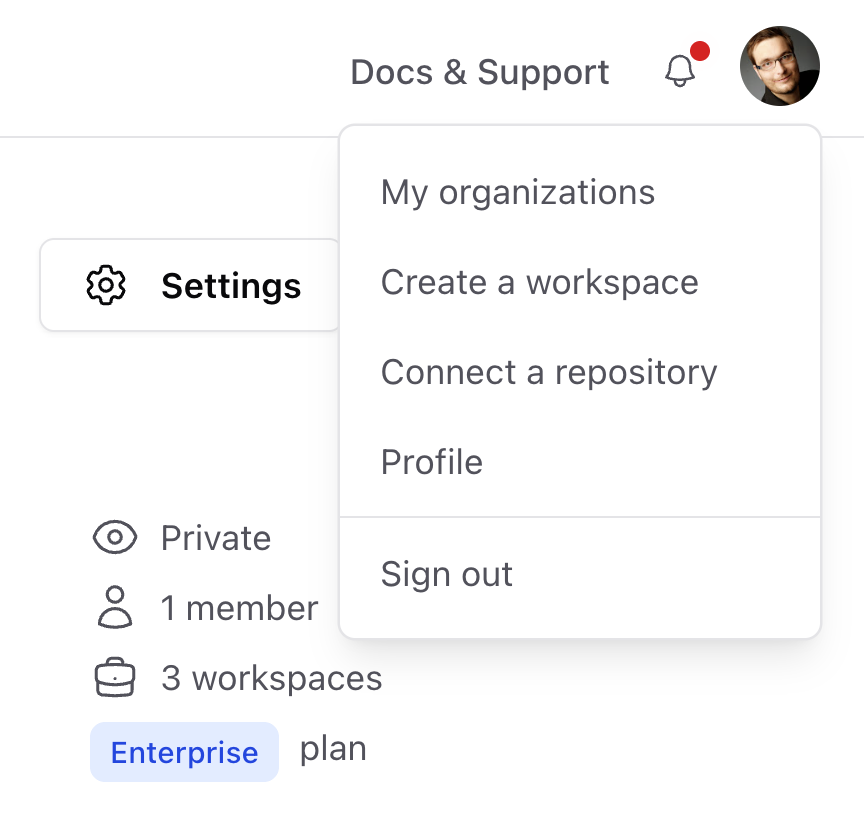 Docs & Support
My organizations
Create a workspace
Settings
Connect a repository
Profile
Private
Sign out
1 member
3 workspaces
Enterprise plan